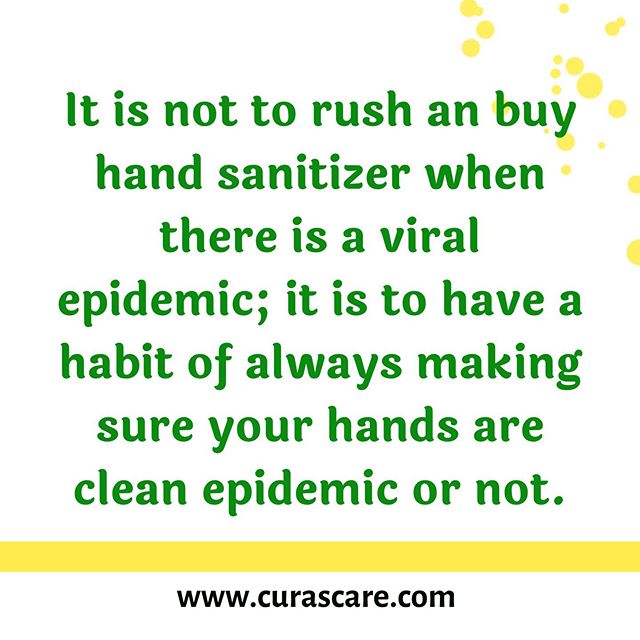 It is not to rush an buy
hand sanitizer when
there is a viral
epidemic; it is to have a
habit of always making
sure your hands are
clean epidemic or not.
www.curascare.com